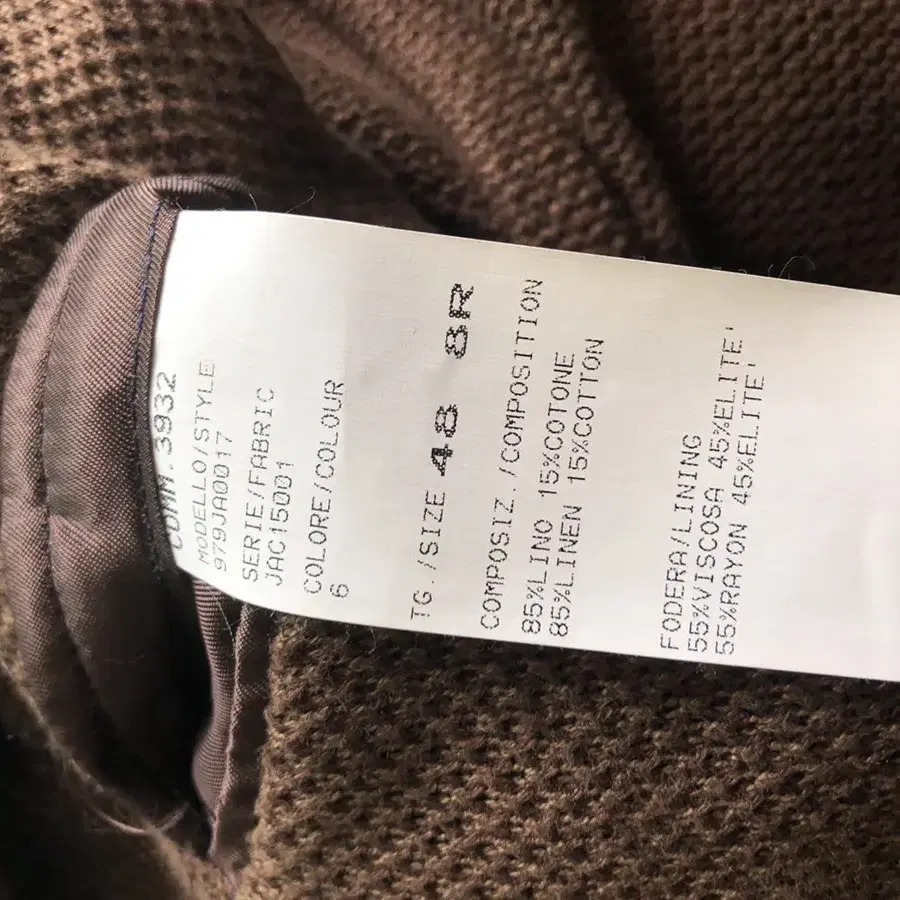 COMM. 3932
MODELLO/STYLE
979JA0017
SERIE/FABRIC
JAC15001
COLORE/COLOUR
6
TG./SIZE 48 8R
COMPOSIZ./COMPOSITION
85%LINO 15%COTONE
85%LINEN 15%COTTON
FODERA/LINING
55%VISCOSA 45%ELITE'
55%RAYON 45%ELITE'